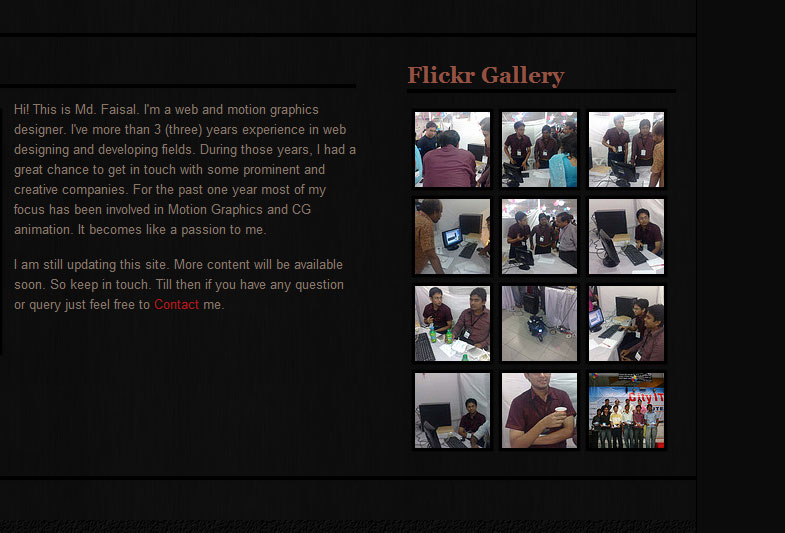 Flickr Gallery
Hi! This is Md. Faisal. I'm a web and motion graphics
designer. I've more than 3 (three) years experience in web
designing and developing fields. During those years, I had a
great chance to get in touch with some prominent and
creative companies. For the past one year most of my
focus has been involved in Motion Graphics and CG
animation. It becomes like a passion to me.
I am still updating this site. More content will be available
soon. So keep in touch. Till then if you have any question
or query just feel free to Contact me.
City IT